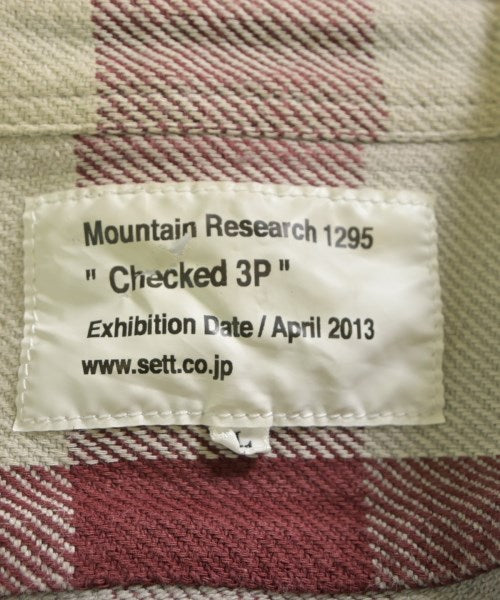 Mountain Research 1295
" Checked 3P "
Exhibition Date / April 2013
www.sett.co.jp